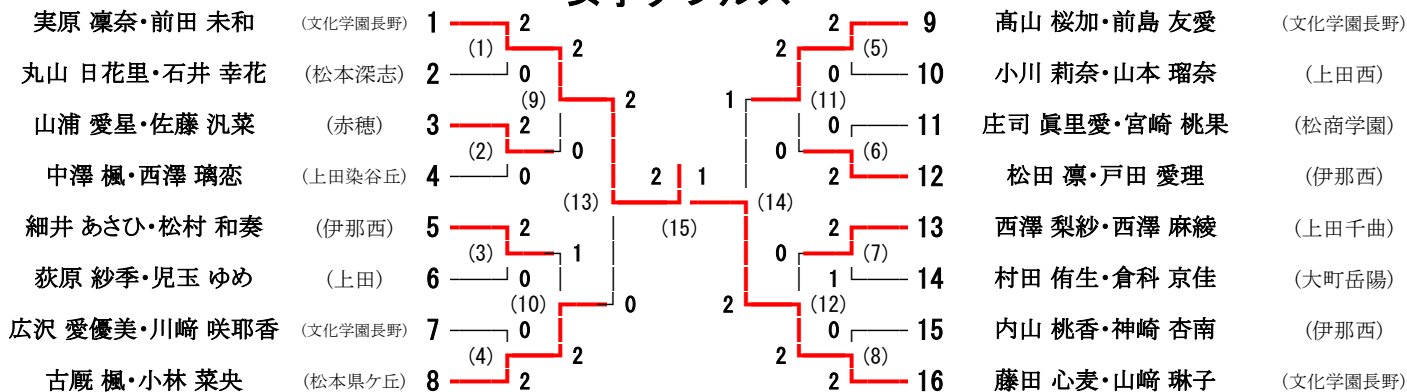 女子ダブルス
実原 凜奈・前田 未和 (文化学園長野) 1 2 2 9 髙山 桜加・前島 友愛 (文化学園長野)
(1) 2 2 (5)
丸山 日花里・石井 幸花 (松本深志) 2 0 0 10 小川 莉奈・山本 瑠奈 (上田西)
(9) 2 1 (11)
山浦 愛星・佐藤 汎菜 (赤穂) 3 2 0 11 庄司 眞里愛・宮崎 桃果 (松商学園)
(2) 0 0 (6)
中澤 楓・西澤 璃恋 (上田染谷丘) 4 0 2 1 2 12 松田 凛・戸田 愛理 (伊那西)
(13) (14)
細井 あさひ・松村 和奏 (伊那西) 5 2 (15) 2 13 西澤 梨紗・西澤 麻綾 (上田千曲)
(3) 1 0 (7)
荻原 紗季・児玉 ゆめ (上田) 6 0 1 14 村田 侑生・倉科 京佳 (大町岳陽)
(10) 0 2 (12)
広沢 愛優美・川﨑 咲耶香 (文化学園長野) 7 0 0 15 内山 桃香・神崎 杏南 (伊那西)
(4) 2 2 (8)
古厩 楓・小林 菜央 (松本県ケ丘) 8 2 2 16 藤田 心麦・山﨑 琳子 (文化学園長野)